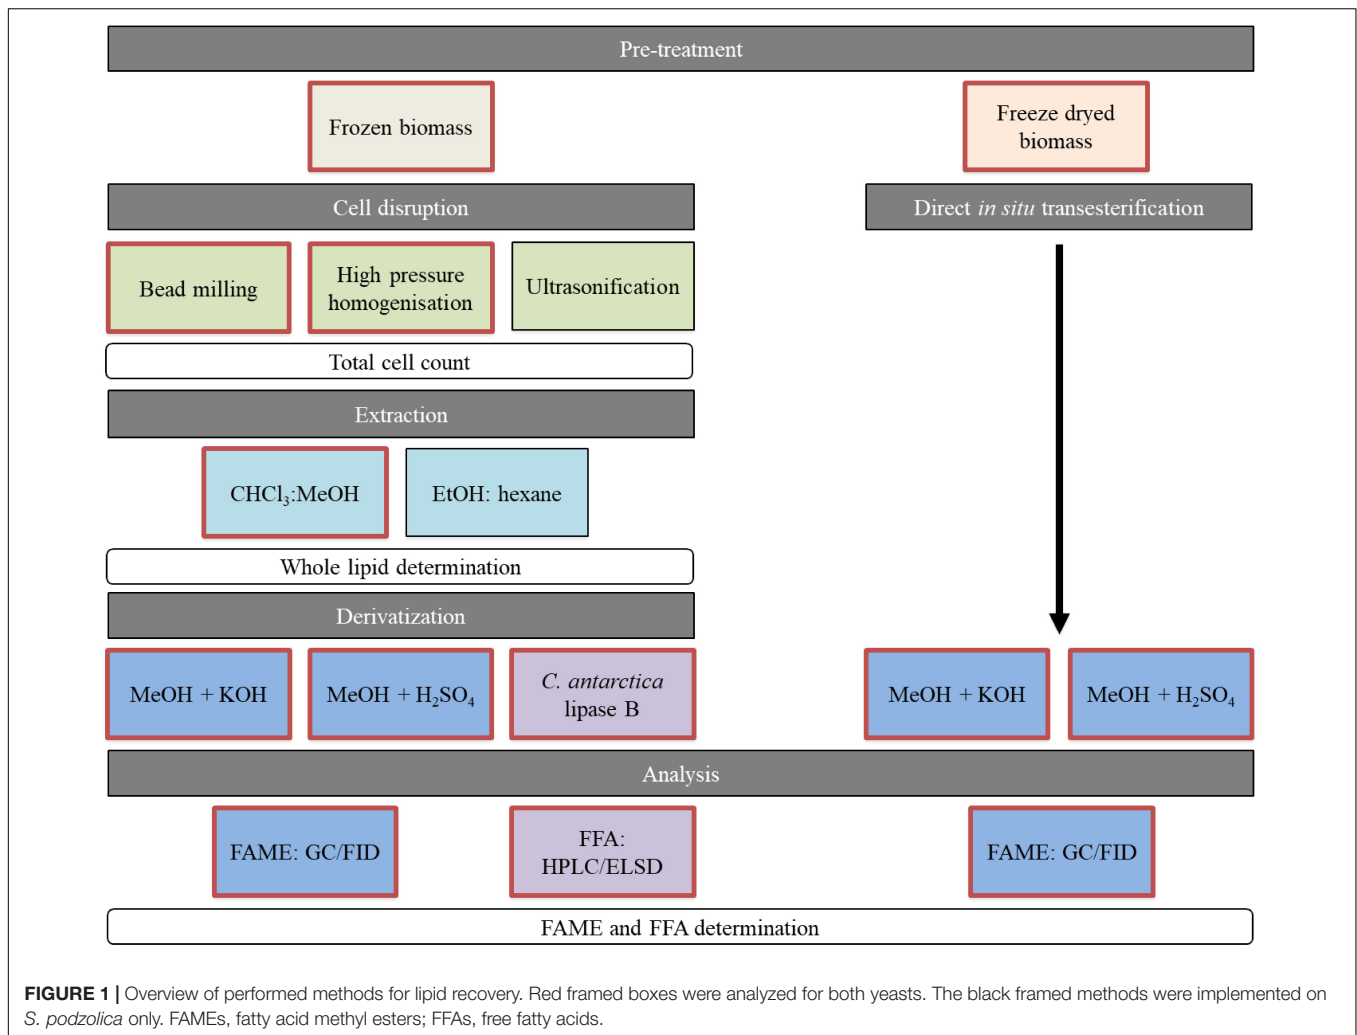 Pre-treatment
Frozen biomass
Freeze dryed
biomass
Cell disruption
Direct in situ transesterification
Bead milling
High pressure
homogenisation
Ultrasonification
Total cell count
Extraction
CHCl₃:MeOH
EtOH: hexane
Whole lipid determination
Derivatization
MeOH + KOH
MeOH + H₂SO₄
C. antarctica
lipase B
MeOH + KOH
MeOH + H₂SO₄
Analysis
FAME: GC/FID
FFA:
HPLC/ELSD
FAME: GC/FID
FAME and FFA determination
FIGURE 1 | Overview of performed methods for lipid recovery. Red framed boxes were analyzed for both yeasts. The black framed methods were implemented on
S. podzolica only. FAMEs, fatty acid methyl esters; FFAs, free fatty acids.